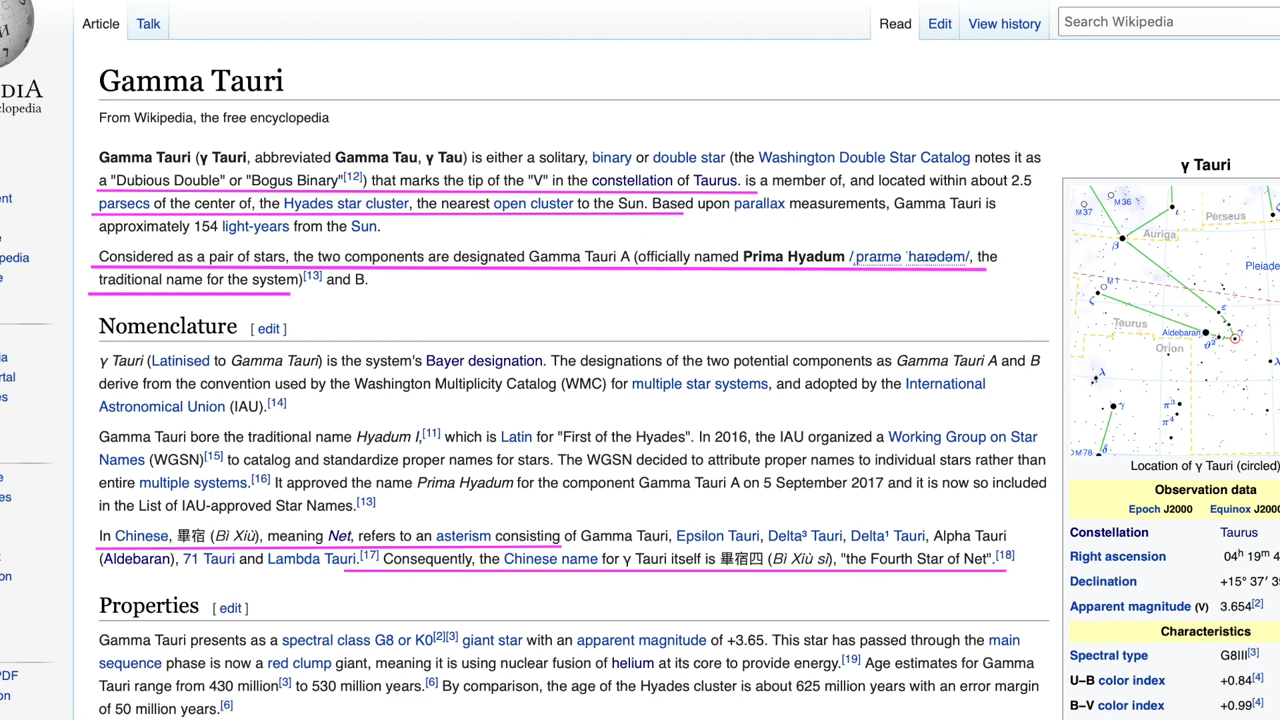 Article Talk Read Edit View history Search Wikipedia
DIA
clopedia
Gamma Tauri
From Wikipedia, the free encyclopedia
Gamma Tauri (γ Tauri, abbreviated Gamma Tau, γ Tau) is either a solitary, binary or double star (the Washington Double Star Catalog notes it as
a "Dubious Double" or "Bogus Binary"[12]) that marks the tip of the "V" in the constellation of Taurus. is a member of, and located within about 2.5
parsecs of the center of, the Hyades star cluster, the nearest open cluster to the Sun. Based upon parallax measurements, Gamma Tauri is
approximately 154 light-years from the Sun.
Considered as a pair of stars, the two components are designated Gamma Tauri A (officially named Prima Hyadum /ˌpraɪmə ˈhaɪədəm/, the
traditional name for the system)[13] and B.
Nomenclature [ edit ]
γ Tauri (Latinised to Gamma Tauri) is the system's Bayer designation. The designations of the two potential components as Gamma Tauri A and B
derive from the convention used by the Washington Multiplicity Catalog (WMC) for multiple star systems, and adopted by the International
Astronomical Union (IAU).[14]
Gamma Tauri bore the traditional name Hyadum I,[11] which is Latin for "First of the Hyades". In 2016, the IAU organized a Working Group on Star
Names (WGSN)[15] to catalog and standardize proper names for stars. The WGSN decided to attribute proper names to individual stars rather than
entire multiple systems.[16] It approved the name Prima Hyadum for the component Gamma Tauri A on 5 September 2017 and it is now so included
in the List of IAU-approved Star Names.[13]
In Chinese, 畢宿 (Bì Xiù), meaning Net, refers to an asterism consisting of Gamma Tauri, Epsilon Tauri, Delta³ Tauri, Delta¹ Tauri, Alpha Tauri
(Aldebaran), 71 Tauri and Lambda Tauri.[17] Consequently, the Chinese name for γ Tauri itself is 畢宿四 (Bì Xiù sì), "the Fourth Star of Net".[18]
Properties [ edit ]
Gamma Tauri presents as a spectral class G8 or K0[2][3] giant star with an apparent magnitude of +3.65. This star has passed through the main
sequence phase is now a red clump giant, meaning it is using nuclear fusion of helium at its core to provide energy.[19] Age estimates for Gamma
Tauri range from 430 million[3] to 530 million years.[6] By comparison, the age of the Hyades cluster is about 625 million years with an error margin
of 50 million years.[6]
γ Tauri
M36
M37
Perseus
Auriga
β
ι
Pleiade
M1
ζ
ε
Taurus
Aldebaran
γ
ϑ²
Orion
λ
γ
π³
π⁴
M78
δ
Location of γ Tauri (circled)
Observation data
Epoch J2000 Equinox J2000
Constellation Taurus
Right ascension 04h 19m 4
Declination +15° 37′ 3
Apparent magnitude (V) 3.654[2]
Characteristics
Spectral type G8III[3]
U−B color index +0.84[4]
B−V color index +0.99[4]